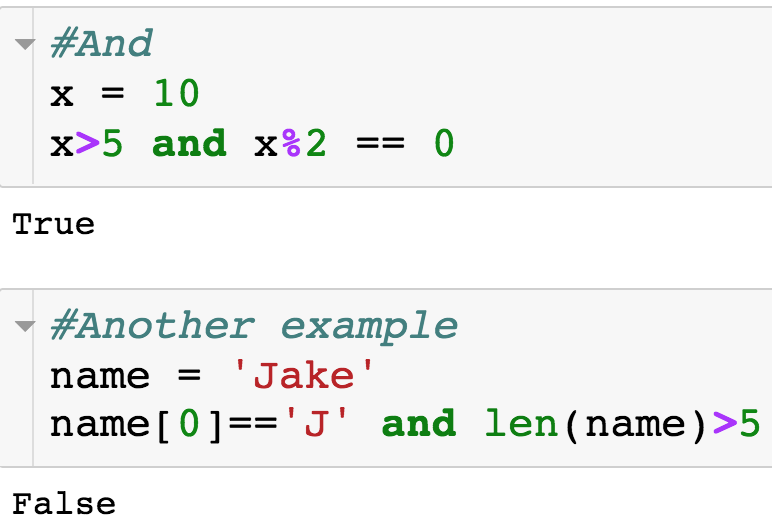 #And
x = 10
x>5 and x%2 == 0
True
#Another example
name = 'Jake'
name[0]=='J' and len(name)>5
False